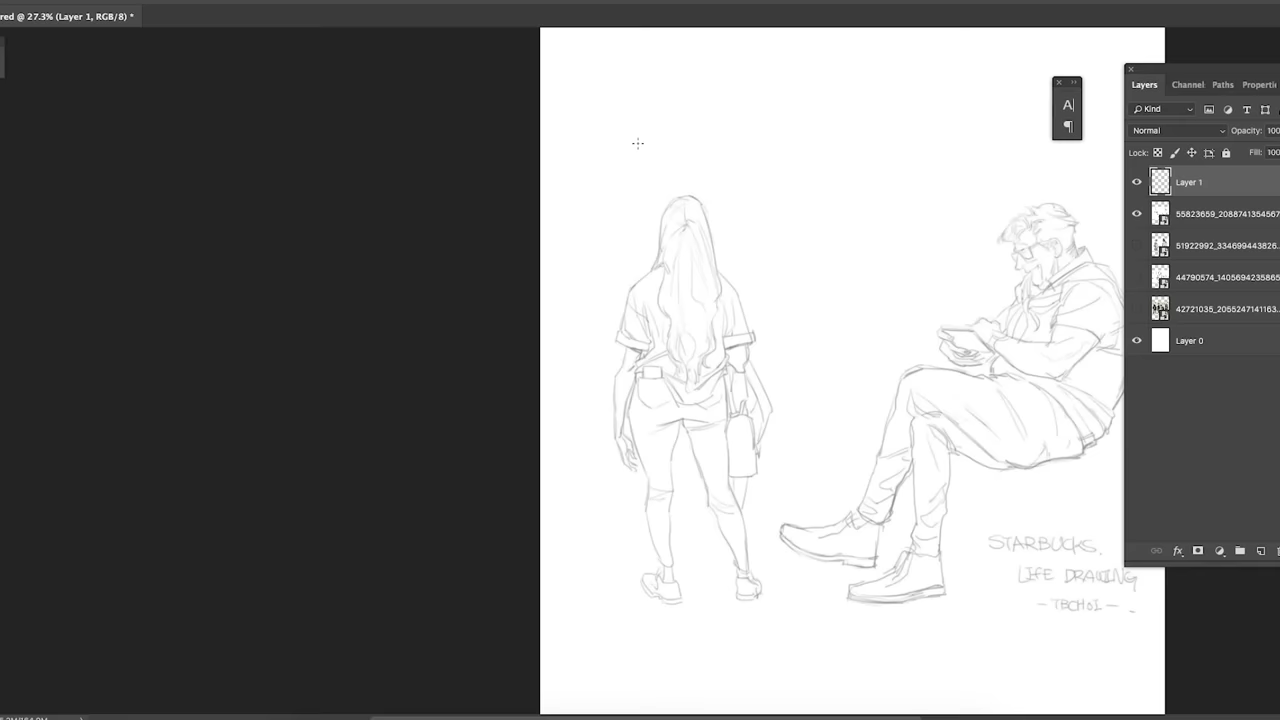 red @ 27.3% (Layer 1, RGB/8) *
Layers Channel Paths Properti
Kind
Normal Opacity: 100
Lock: Fill: 100
Layer 1
55823659_2088741354567
51922992_334699443826...
44790574_1405694235865
42721035_2055247141163...
Layer 0
STARBUCKS.
LIFE DRAWING
- TBCHOI -